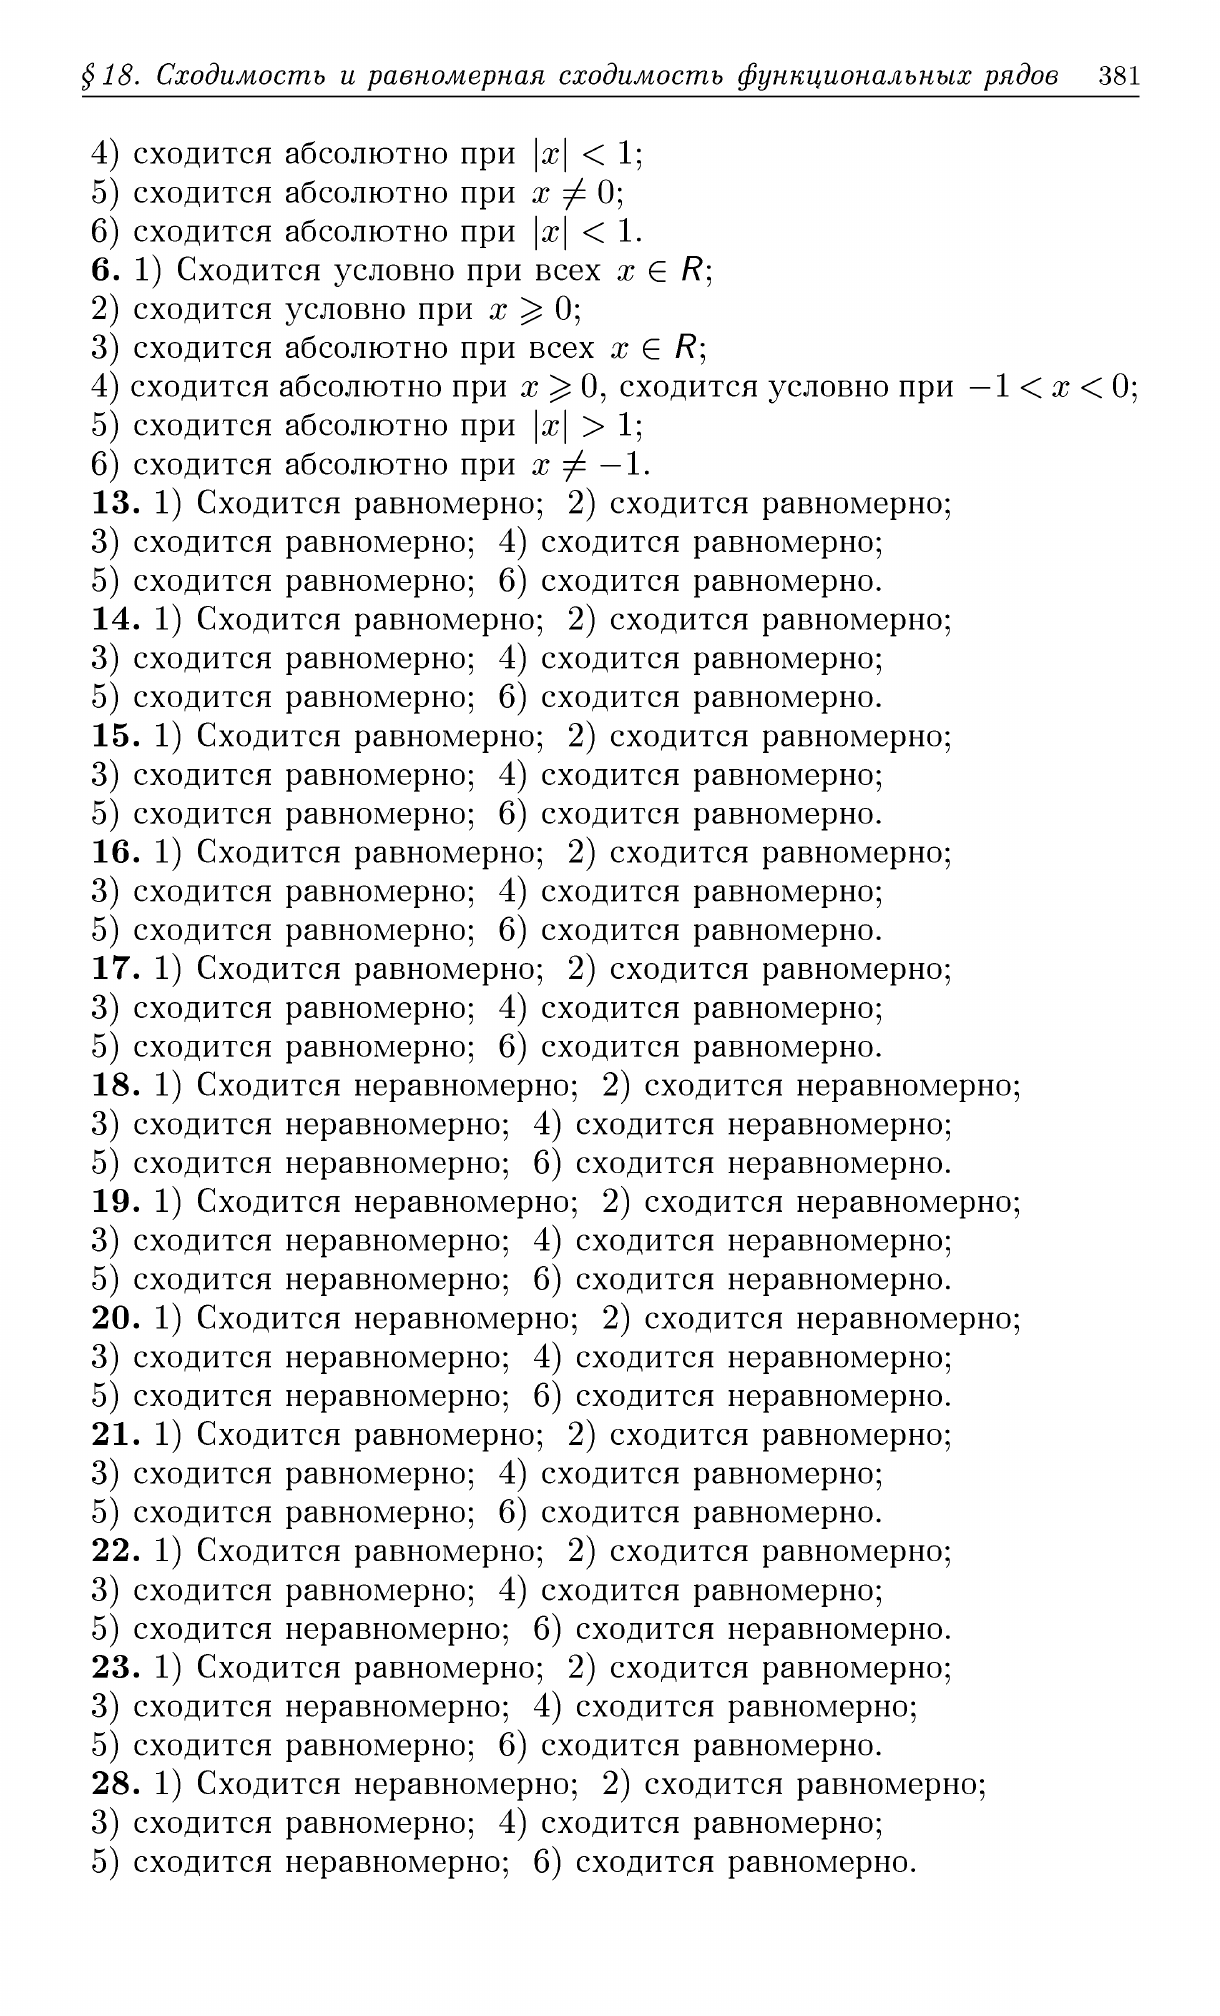 § 18. Сходимость и равномерная сходимость функциональных рядов 381
4) сходится абсолютно при |x| < 1;
5) сходится абсолютно при x ≠ 0;
6) сходится абсолютно при |x| < 1.
6. 1) Сходится условно при всех x ∈ R;
2) сходится условно при x ⩾ 0;
3) сходится абсолютно при всех x ∈ R;
4) сходится абсолютно при x ⩾ 0, сходится условно при −1 < x < 0;
5) сходится абсолютно при |x| > 1;
6) сходится абсолютно при x ≠ −1.
13. 1) Сходится равномерно; 2) сходится равномерно;
3) сходится равномерно; 4) сходится равномерно;
5) сходится равномерно; 6) сходится равномерно.
14. 1) Сходится равномерно; 2) сходится равномерно;
3) сходится равномерно; 4) сходится равномерно;
5) сходится равномерно; 6) сходится равномерно.
15. 1) Сходится равномерно; 2) сходится равномерно;
3) сходится равномерно; 4) сходится равномерно;
5) сходится равномерно; 6) сходится равномерно.
16. 1) Сходится равномерно; 2) сходится равномерно;
3) сходится равномерно; 4) сходится равномерно;
5) сходится равномерно; 6) сходится равномерно.
17. 1) Сходится равномерно; 2) сходится равномерно;
3) сходится равномерно; 4) сходится равномерно;
5) сходится равномерно; 6) сходится равномерно.
18. 1) Сходится неравномерно; 2) сходится неравномерно;
3) сходится неравномерно; 4) сходится неравномерно;
5) сходится неравномерно; 6) сходится неравномерно.
19. 1) Сходится неравномерно; 2) сходится неравномерно;
3) сходится неравномерно; 4) сходится неравномерно;
5) сходится неравномерно; 6) сходится неравномерно.
20. 1) Сходится неравномерно; 2) сходится неравномерно;
3) сходится неравномерно; 4) сходится неравномерно;
5) сходится неравномерно; 6) сходится неравномерно.
21. 1) Сходится равномерно; 2) сходится равномерно;
3) сходится равномерно; 4) сходится равномерно;
5) сходится равномерно; 6) сходится равномерно.
22. 1) Сходится равномерно; 2) сходится равномерно;
3) сходится равномерно; 4) сходится равномерно;
5) сходится неравномерно; 6) сходится неравномерно.
23. 1) Сходится равномерно; 2) сходится равномерно;
3) сходится неравномерно; 4) сходится равномерно;
5) сходится равномерно; 6) сходится равномерно.
28. 1) Сходится неравномерно; 2) сходится равномерно;
3) сходится равномерно; 4) сходится равномерно;
5) сходится неравномерно; 6) сходится равномерно.